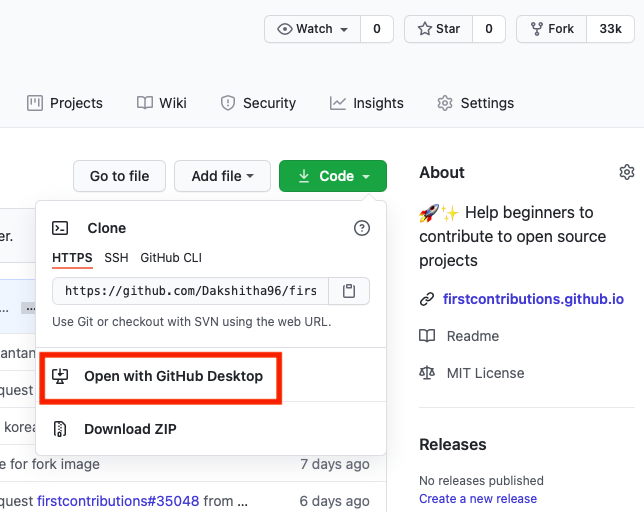 Watch 0 Star 0 Fork 33k
Projects Wiki Security Insights Settings
Go to file Add file Code
Clone
HTTPS SSH GitHub CLI
https://github.com/Dakshitha96/firs
Use Git or checkout with SVN using the web URL.
Open with GitHub Desktop
Download ZIP
er.
...
antan
quest
korea
e for fork image 7 days ago
quest firstcontributions#35048 from ... 6 days ago
About
🚀✨ Help beginners to
contribute to open source
projects
firstcontributions.github.io
Readme
MIT License
Releases
No releases published
Create a new release